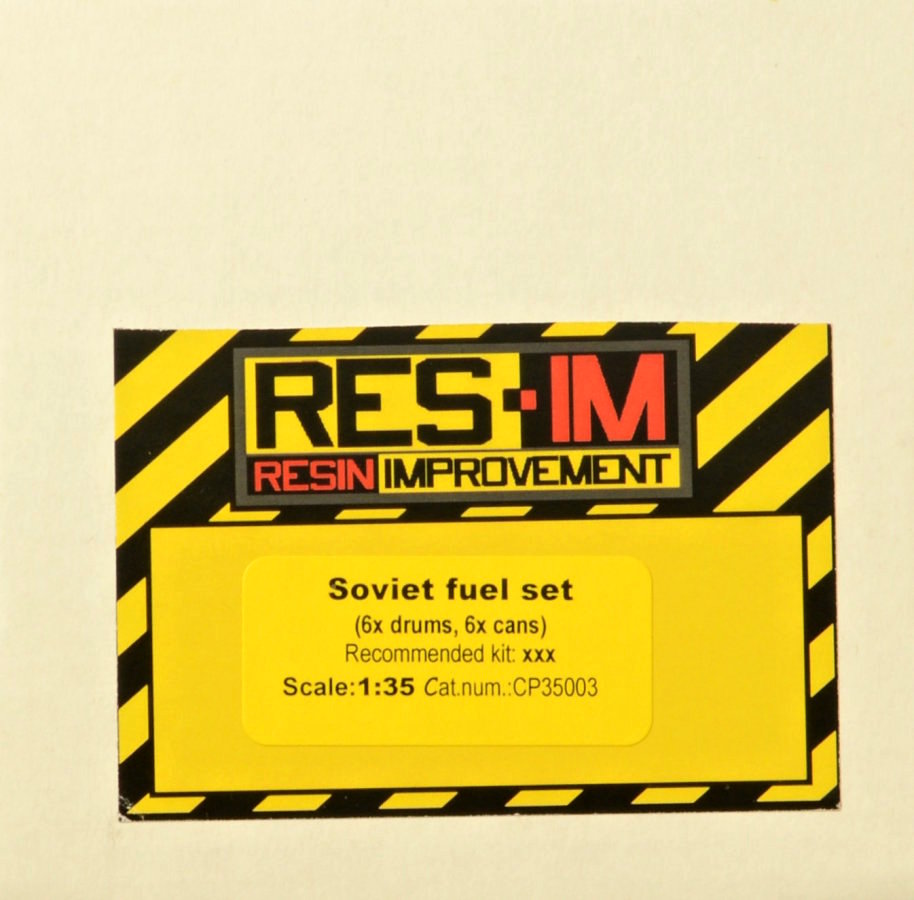 RES-IM
RESIN IMPROVEMENT
Soviet fuel set
(6x drums, 6x cans)
Recommended kit: xxx
Scale:1:35 Cat.num.:CP35003